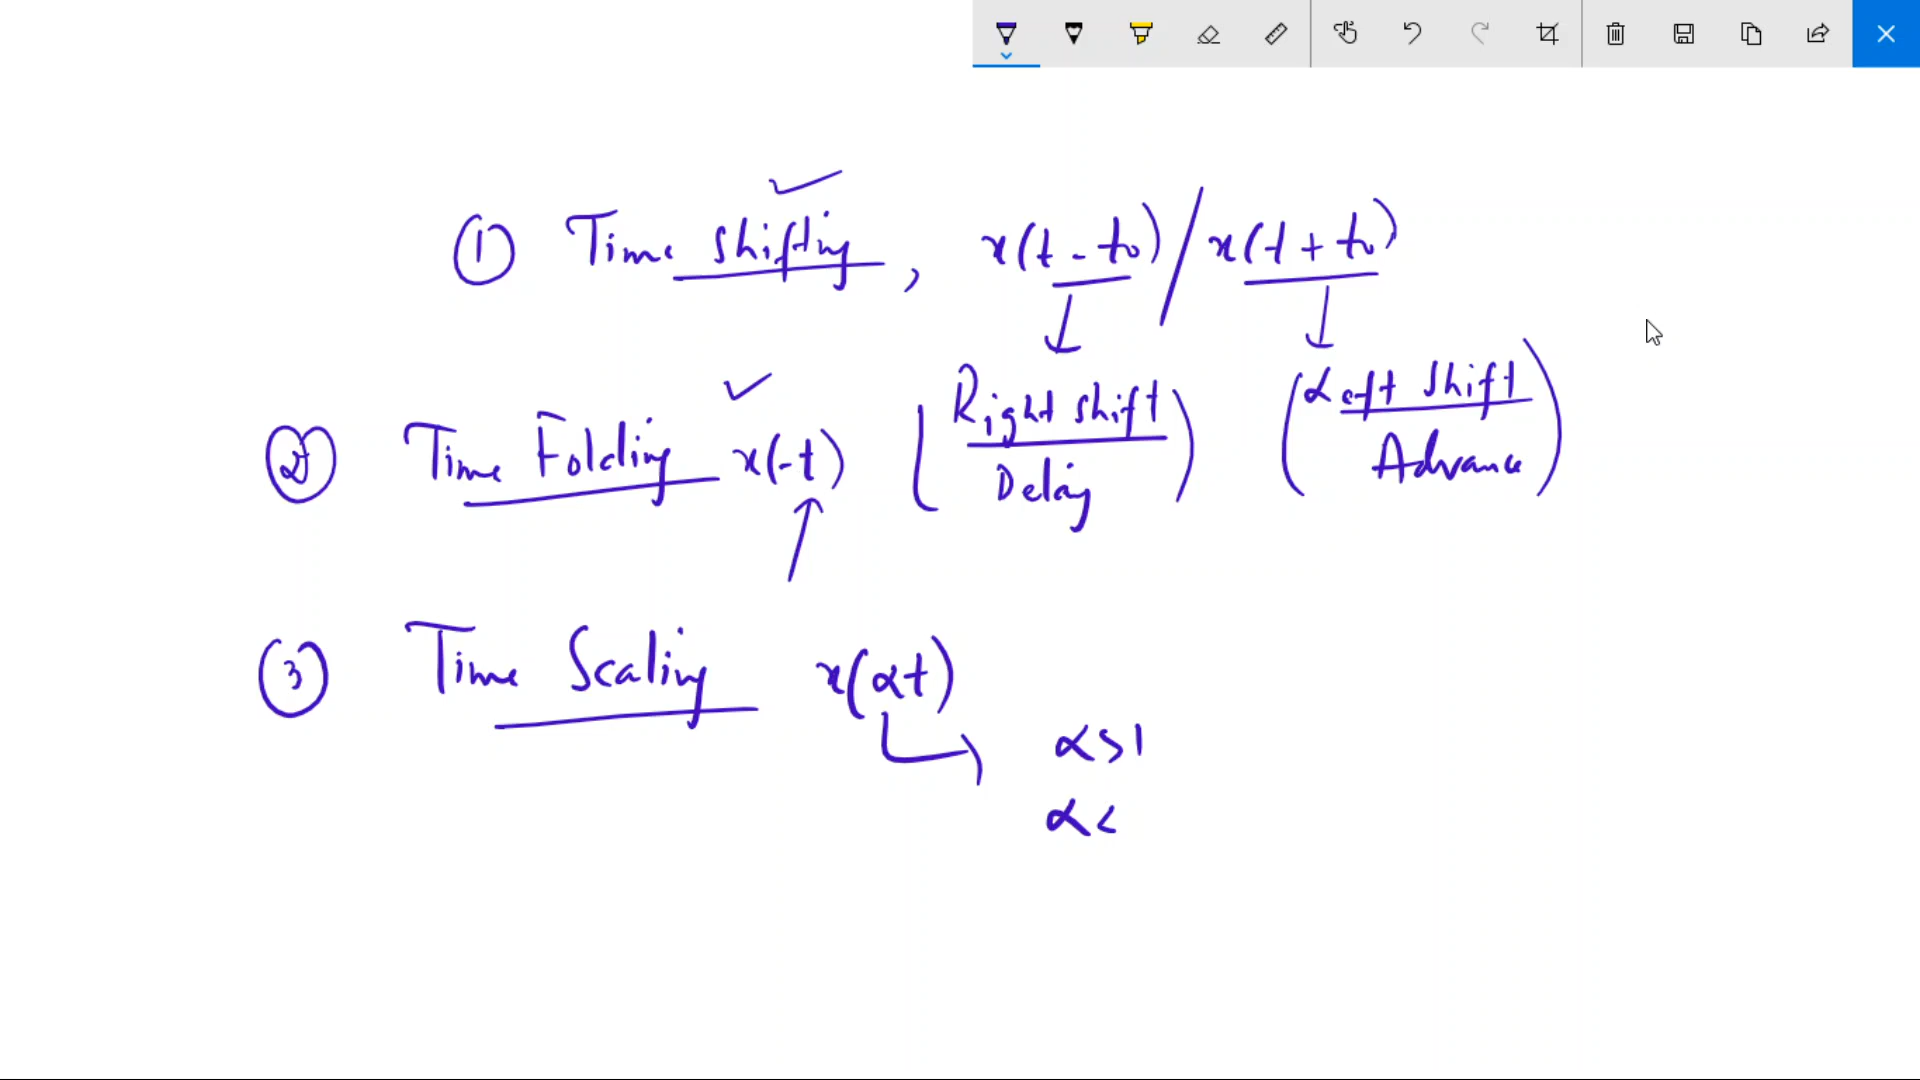 ① Time shifting, x(t - t₀) / x(t + t₀)
② Time Folding x(-t) (Right shift Delay) (Left shift Advance)
③ Time Scaling x(αt)
α>1
α<